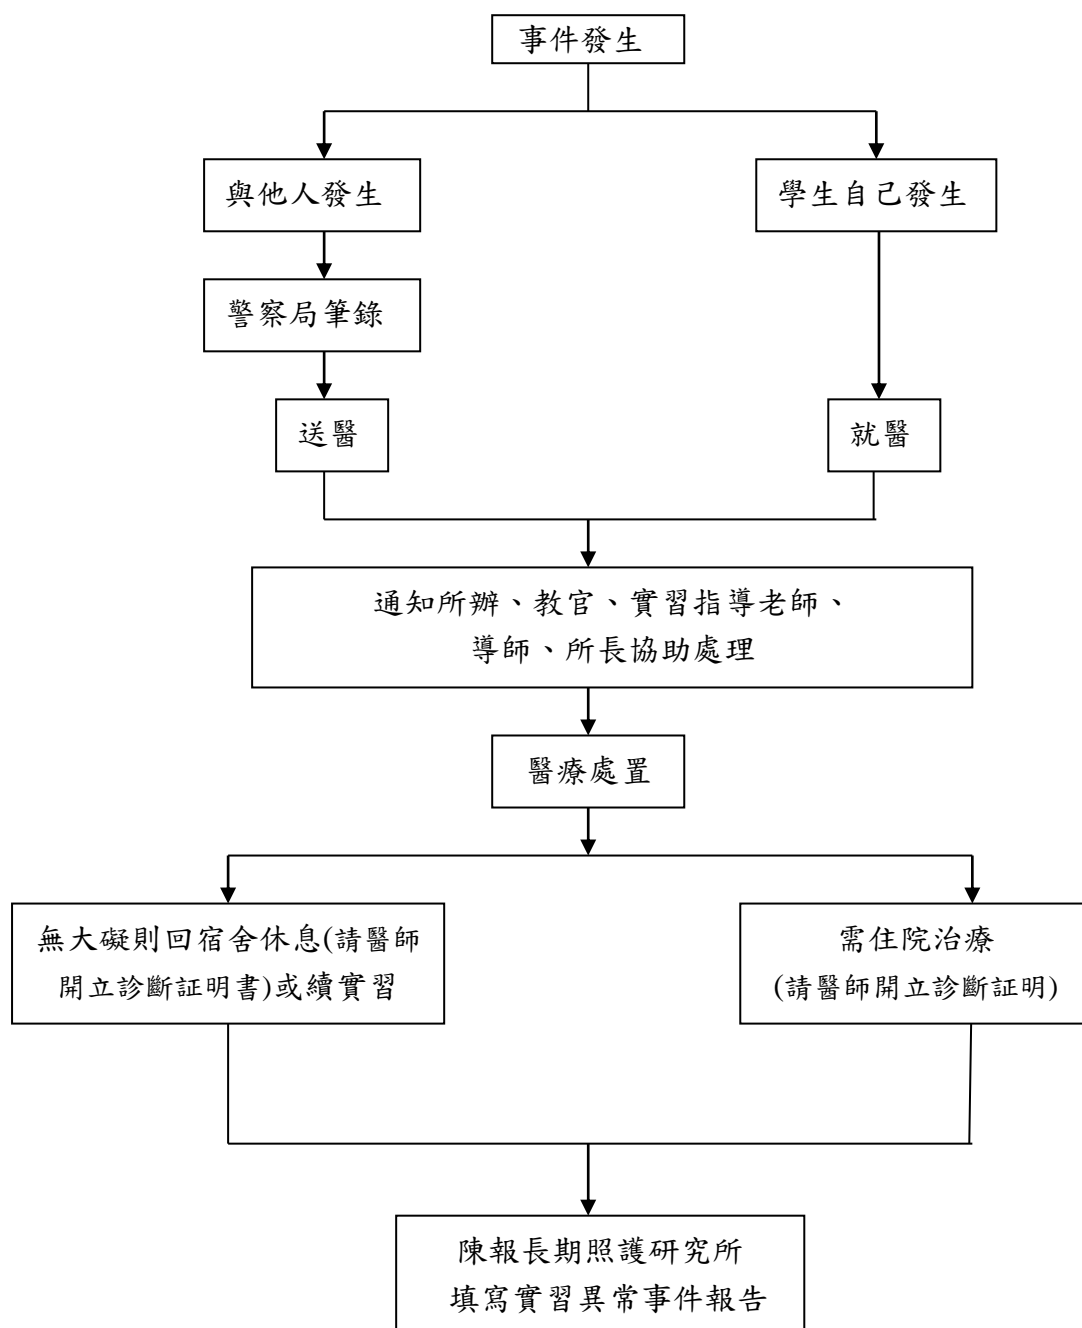 事件發生
與他人發生
學生自己發生
警察局筆錄
送醫
就醫
通知所辦、教官、實習指導老師、
導師、所長協助處理
醫療處置
無大礙則回宿舍休息(請醫師
開立診斷証明書)或續實習
需住院治療
(請醫師開立診斷証明)
陳報長期照護研究所
填寫實習異常事件報告